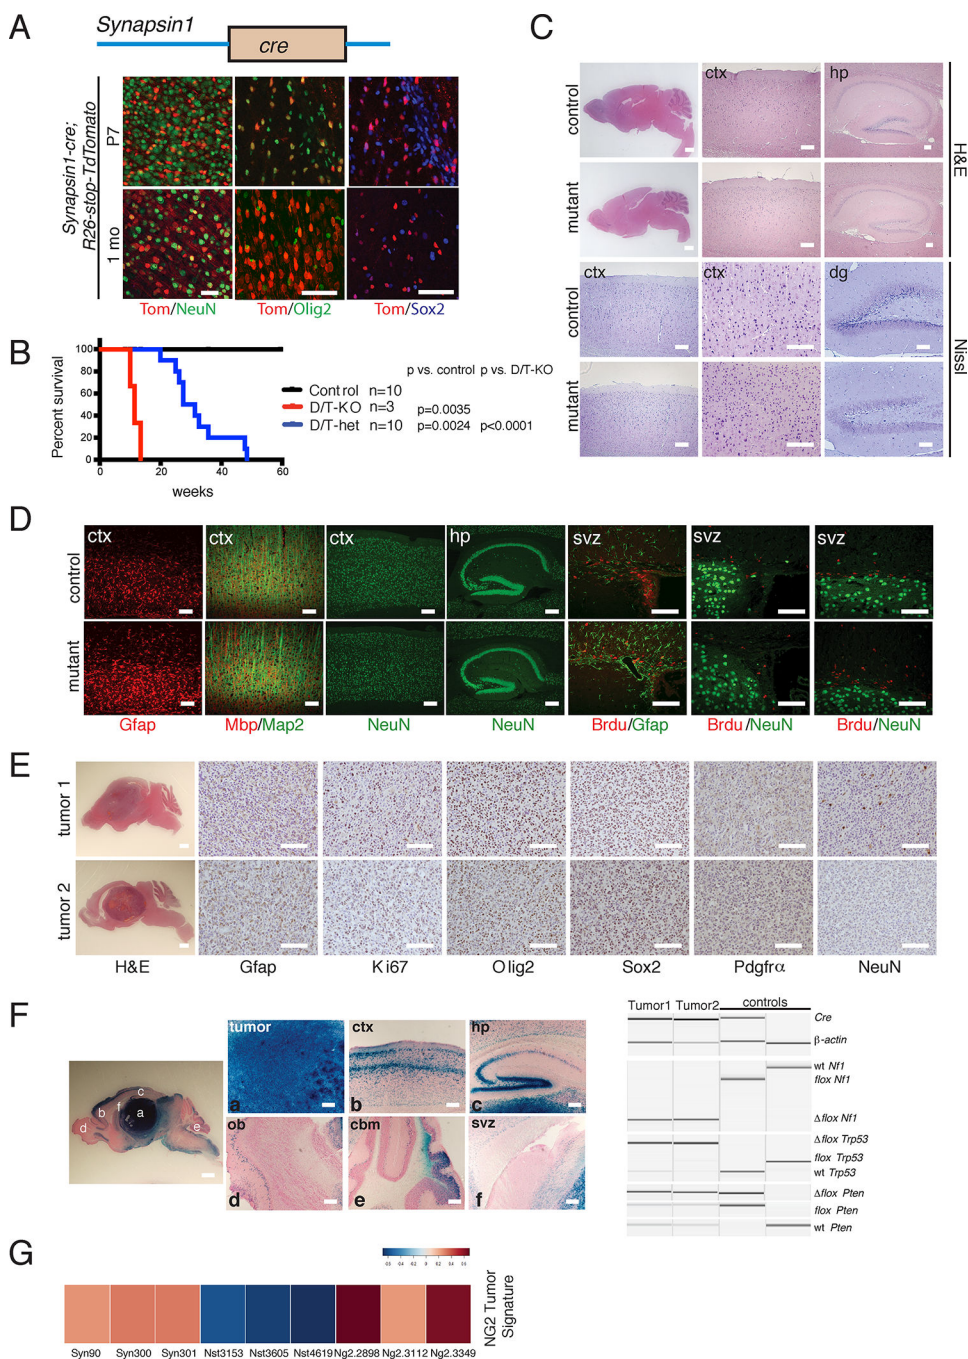 A
Synapsin1
cre
Synapsin1-cre;
R26-stop-TdTomato
P7
1 mo
Tom/NeuN
Tom/Olig2
Tom/Sox2
B
Percent survival
100
80
60
40
20
0
0
20
40
60
weeks
p vs. control p vs. D/T-KO
Control n=10
D/T-KO n=3 p=0.0035
D/T-het n=10 p=0.0024 p<0.0001
C
control
mutant
control
mutant
ctx
hp
ctx
ctx
dg
H&E
Nissl
D
ctx
ctx
ctx
hp
svz
svz
svz
control
mutant
Gfap
Mbp/Map2
NeuN
NeuN
Brdu/Gfap
Brdu/NeuN
Brdu/NeuN
E
tumor 1
tumor 2
H&E
Gfap
Ki67
Olig2
Sox2
Pdgfrα
NeuN
F
d
b
f
c
a
e
tumor
a
ctx
b
hp
c
ob
d
cbm
e
svz
f
Tumor1 Tumor2 controls
Cre
β-actin
wt Nf1
flox Nf1
Δflox Nf1
Δflox Trp53
flox Trp53
wt Trp53
Δflox Pten
flox Pten
wt Pten
G
NG2 Tumor
Signature
Syn90 Syn300 Syn301 Nst3153 Nst3605 Nst4619 Ng2.2898 Ng2.3112 Ng2.3349